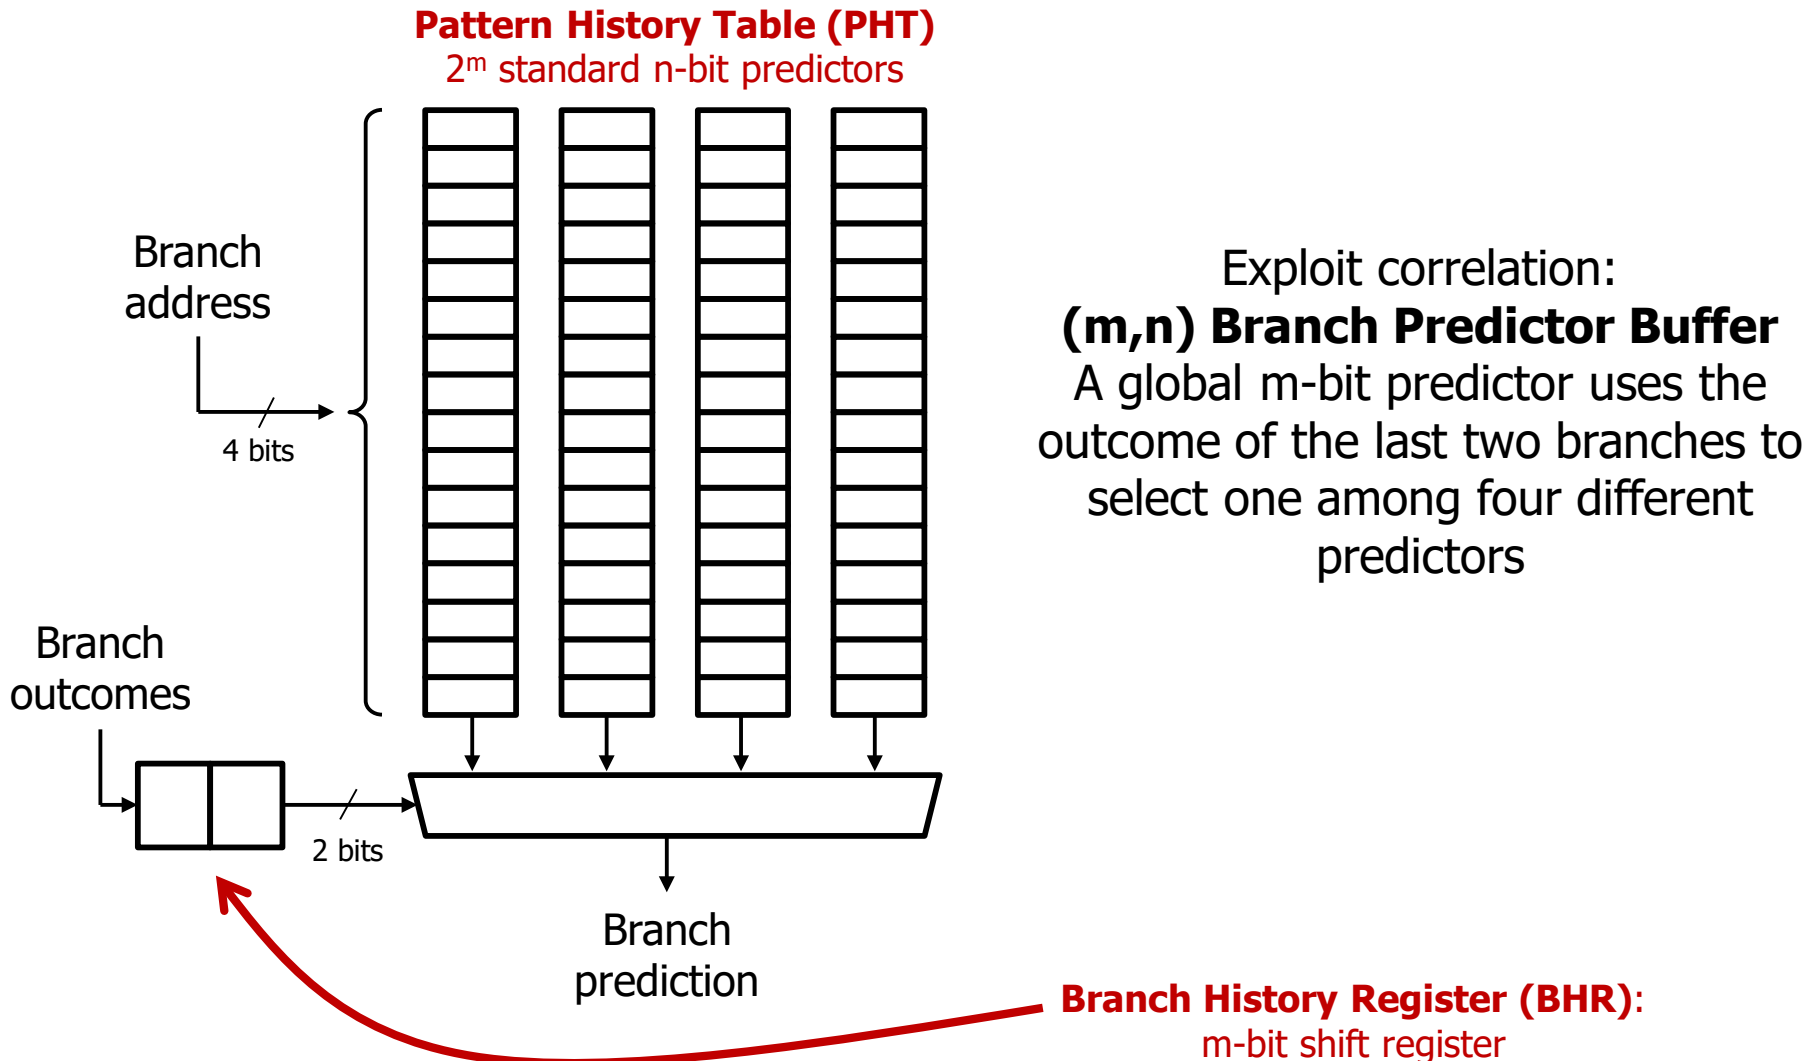 Pattern History Table (PHT)
2ᵐ standard n-bit predictors
Branch
address
4 bits
Exploit correlation:
(m,n) Branch Predictor Buffer
A global m-bit predictor uses the
outcome of the last two branches to
select one among four different
predictors
Branch
outcomes
2 bits
Branch
prediction
Branch History Register (BHR):
m-bit shift register